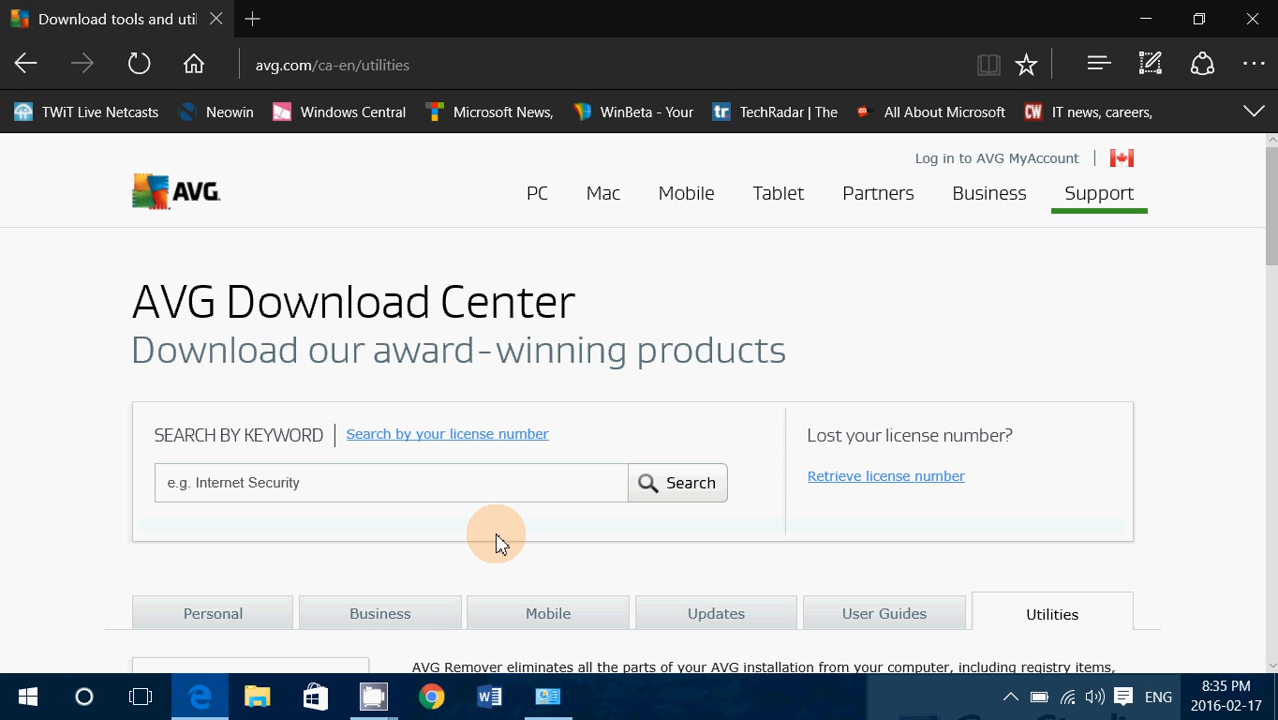 Download tools and util
avg.com/ca-en/utilities
TWiT Live Netcasts Neowin Windows Central Microsoft News, WinBeta - Your TechRadar | The All About Microsoft CW IT news, careers,
Log in to AVG MyAccount |
AVG. PC Mac Mobile Tablet Partners Business Support
AVG Download Center
Download our award-winning products
SEARCH BY KEYWORD | Search by your license number
e.g. Internet Security Search
Lost your license number?
Retrieve license number
Personal Business Mobile Updates User Guides Utilities
AVG Remover eliminates all the parts of your AVG installation from your computer, including registry items,
ENG 8:35 PM
2016-02-17